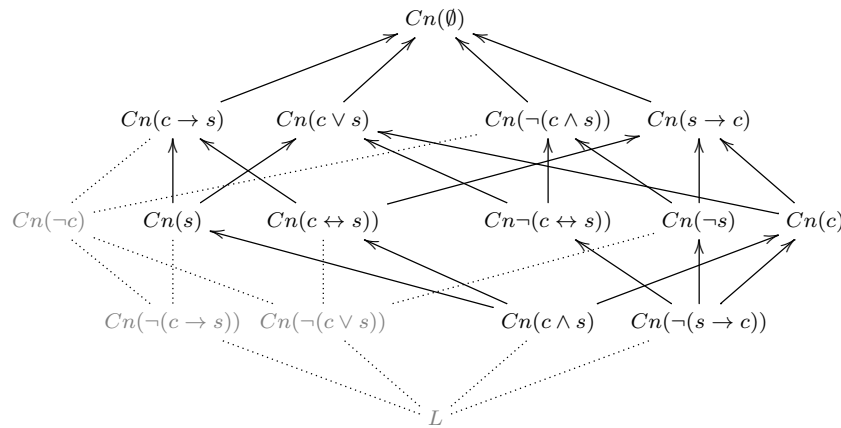 Cn(∅)
Cn(c → s) Cn(c ∨ s) Cn(¬(c ∧ s)) Cn(s → c)
Cn(¬c) Cn(s) Cn(c ↔ s)) Cn¬(c ↔ s)) Cn(¬s) Cn(c)
Cn(¬(c → s)) Cn(¬(c ∨ s)) Cn(c ∧ s) Cn(¬(s → c))
L